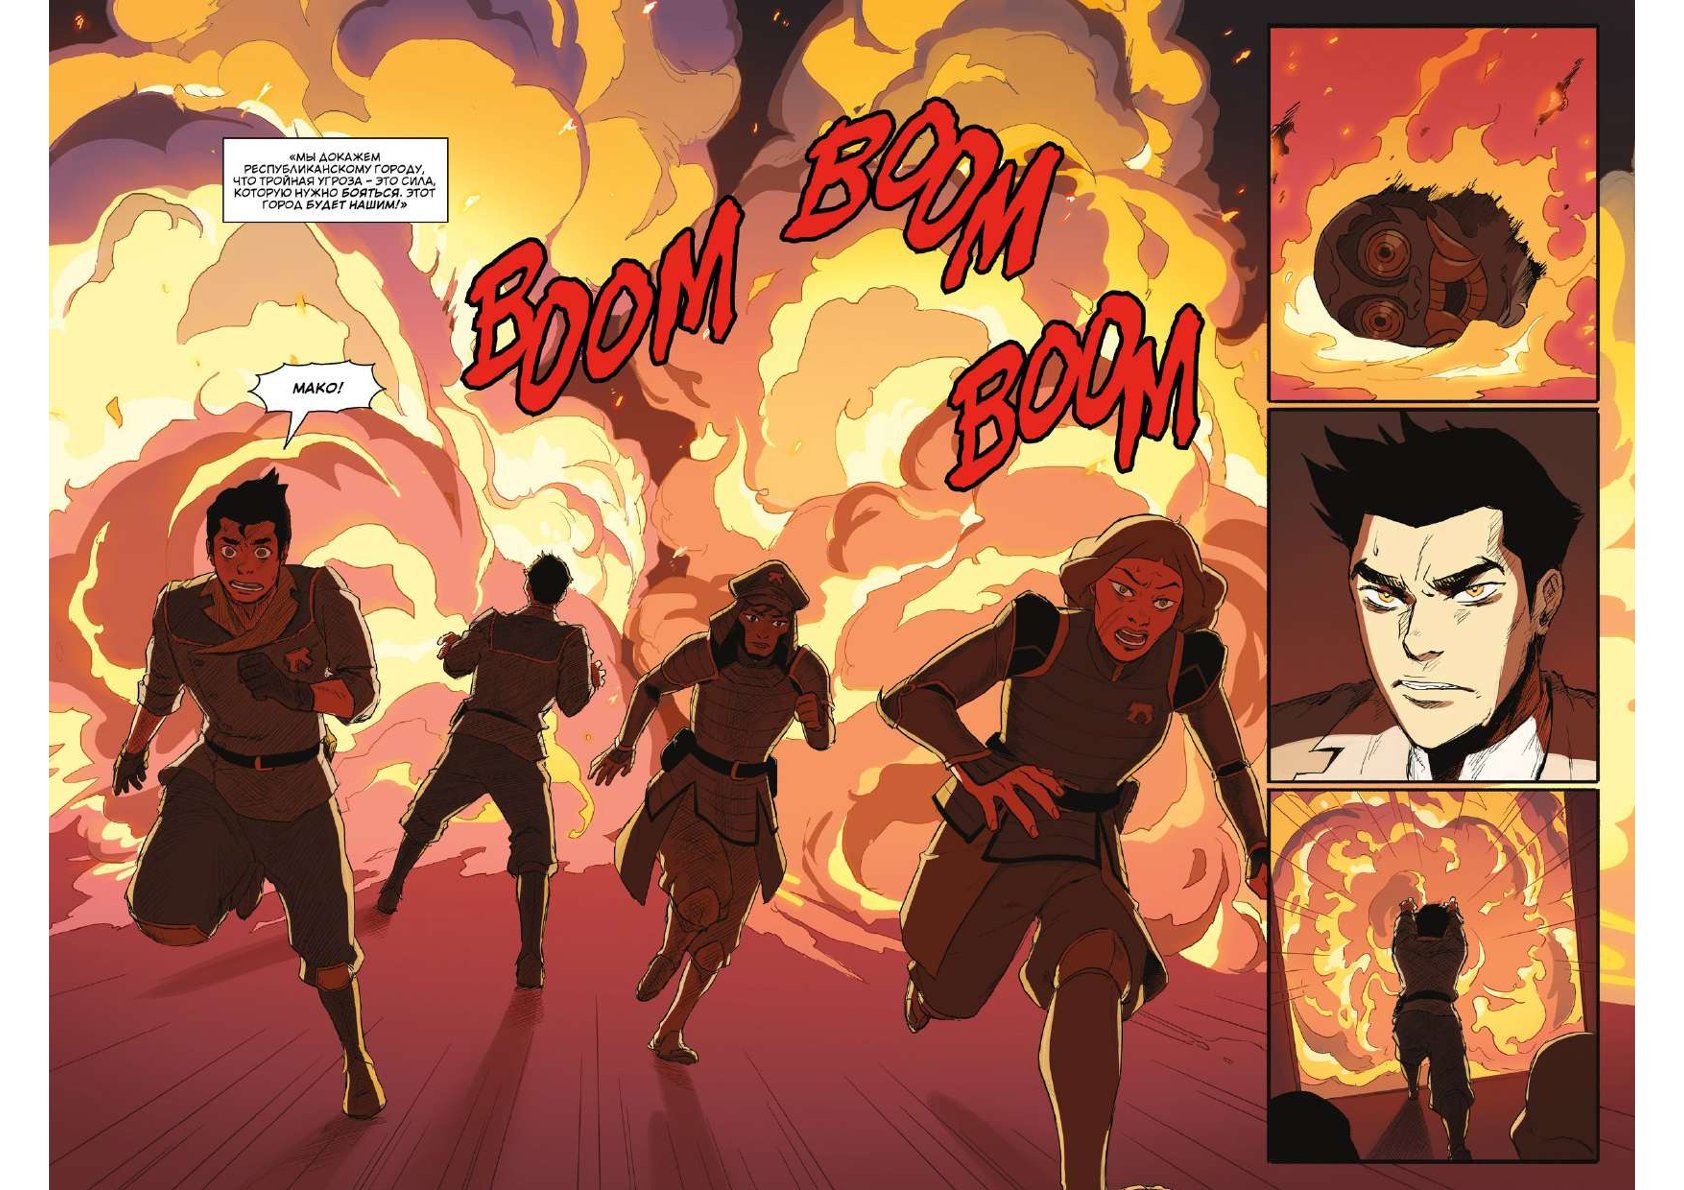 «МЫ ДОКАЖЕМ
РЕСПУБЛИКАНСКОМУ ГОРОДУ,
ЧТО ТРОЙНАЯ УГРОЗА – ЭТО СИЛА,
КОТОРУЮ НУЖНО БОЯТЬСЯ. ЭТОТ
ГОРОД БУДЕТ НАШИМ!»
BOOM
BOOM
BOOM
МАКО!